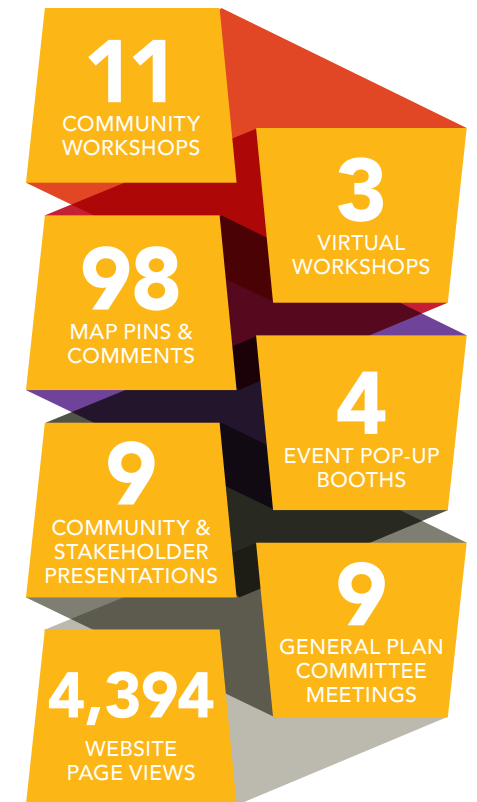 11
COMMUNITY
WORKSHOPS
3
VIRTUAL
WORKSHOPS
98
MAP PINS &
COMMENTS
4
EVENT POP-UP
BOOTHS
9
COMMUNITY &
STAKEHOLDER
PRESENTATIONS
9
GENERAL PLAN
COMMITTEE
MEETINGS
4,394
WEBSITE
PAGE VIEWS